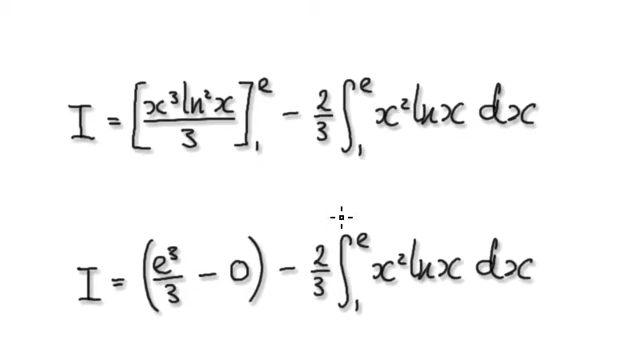 I = [x³ln²x/3]₁ᵉ − 2/3 ∫₁ᵉ x²lnx dx
I = (e³/3 − 0) − 2/3 ∫₁ᵉ x²lnx dx